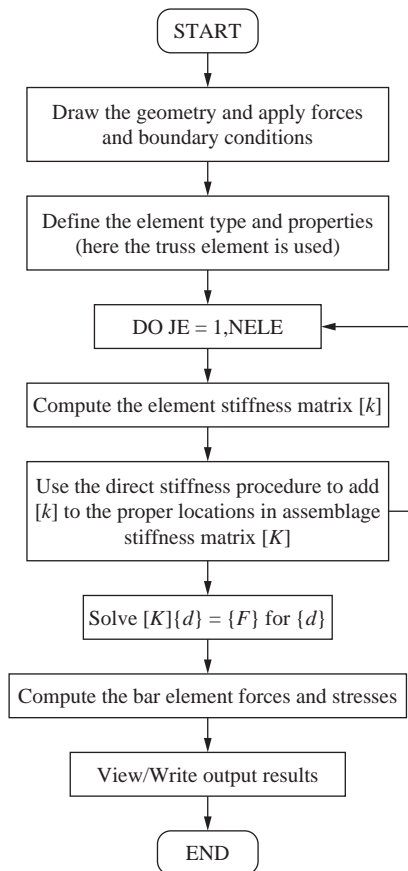 START
Draw the geometry and apply forces
and boundary conditions
Define the element type and properties
(here the truss element is used)
DO JE = 1,NELE
Compute the element stiffness matrix [k]
Use the direct stiffness procedure to add
[k] to the proper locations in assemblage
stiffness matrix [K]
Solve [K]{d} = {F} for {d}
Compute the bar element forces and stresses
View/Write output results
END